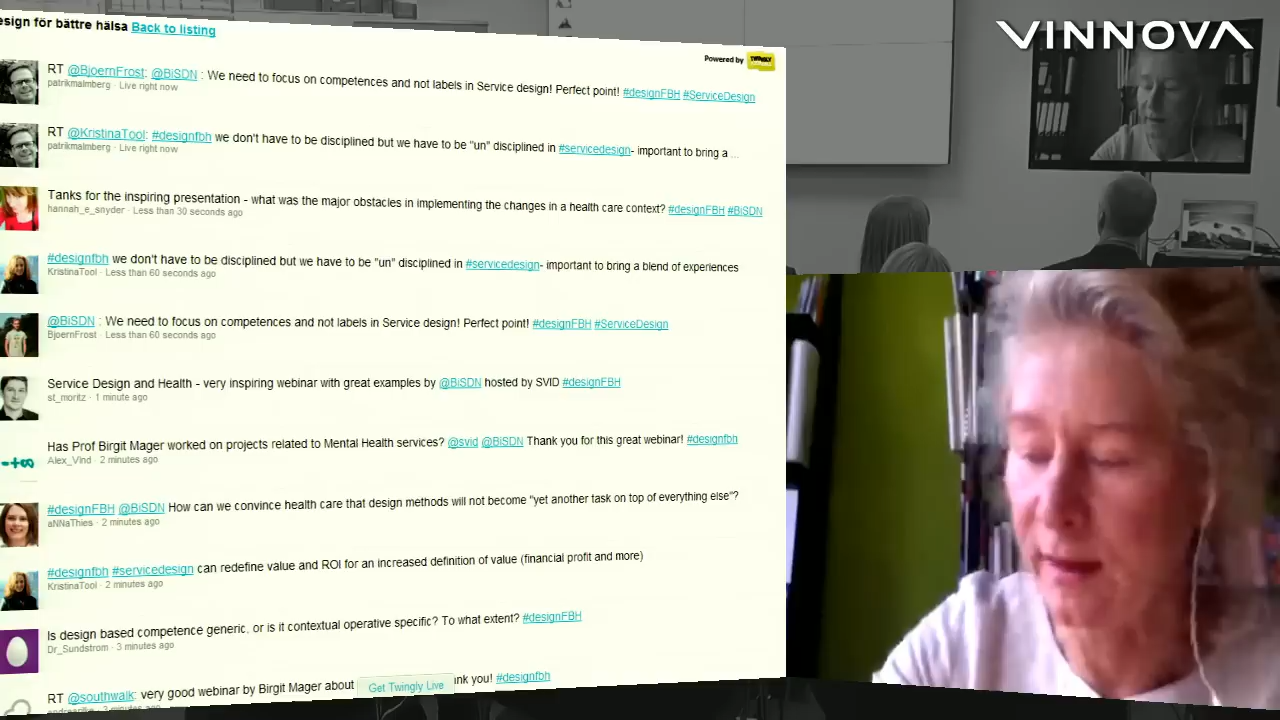 esign för bättre hälsa Back to listing
VINNOVA
Powered by TWINGLY
RT @BjoernFrost: @BiSDN : We need to focus on competences and not labels in Service design! Perfect point! #designFBH #ServiceDesign
patrikmalmberg · Live right now
RT @KristinaTool: #designfbh we don't have to be disciplined but we have to be "un" disciplined in #servicedesign- important to bring a ...
patrikmalmberg · Live right now
Tanks for the inspiring presentation - what was the major obstacles in implementing the changes in a health care context? #designFBH #BiSDN
hannah_e_snyder · Less than 30 seconds ago
#designfbh we don't have to be disciplined but we have to be "un" disciplined in #servicedesign- important to bring a blend of experiences
KristinaTool · Less than 60 seconds ago
@BiSDN : We need to focus on competences and not labels in Service design! Perfect point! #designFBH #ServiceDesign
BjoernFrost · Less than 60 seconds ago
Service Design and Health - very inspiring webinar with great examples by @BiSDN hosted by SVID #designFBH
st_moritz · 1 minute ago
Has Prof Birgit Mager worked on projects related to Mental Health services? @svid @BiSDN Thank you for this great webinar! #designfbh
Alex_Vind · 2 minutes ago
#designFBH @BiSDN How can we convince health care that design methods will not become "yet another task on top of everything else"?
aNNaThies · 2 minutes ago
#designfbh #servicedesign can redefine value and ROI for an increased definition of value (financial profit and more)
KristinaTool · 2 minutes ago
Is design based competence generic. or is it contextual operative specific? To what extent? #designFBH
Dr_Sundstrom · 3 minutes ago
RT @southwalk: very good webinar by Birgit Mager about nk you! #designfbh
Get Twingly Live